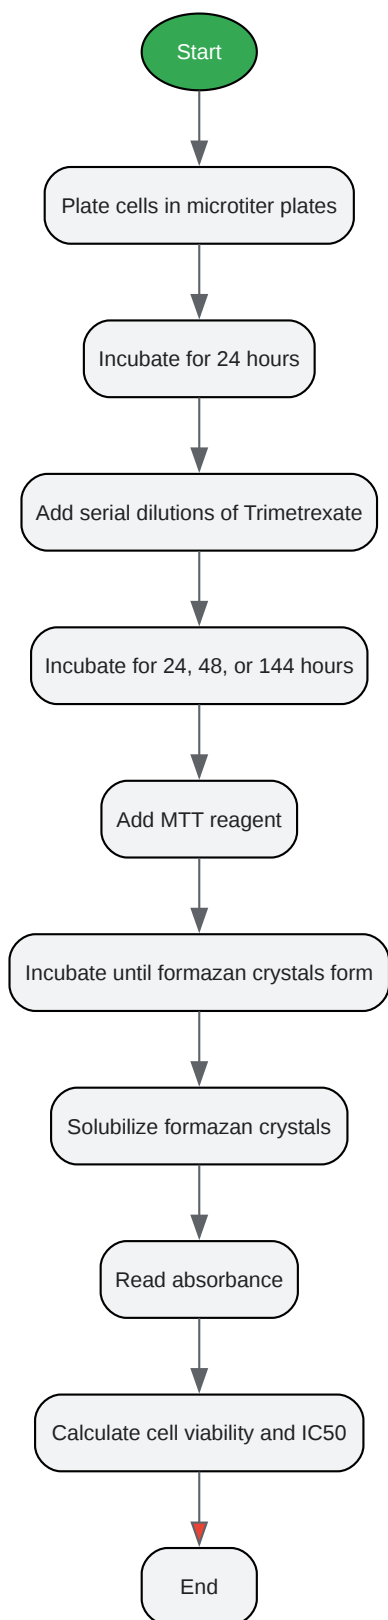 Start
Plate cells in microtiter plates
Incubate for 24 hours
Add serial dilutions of Trimetrexate
Incubate for 24, 48, or 144 hours
Add MTT reagent
Incubate until formazan crystals form
Solubilize formazan crystals
Read absorbance
Calculate cell viability and IC50
End